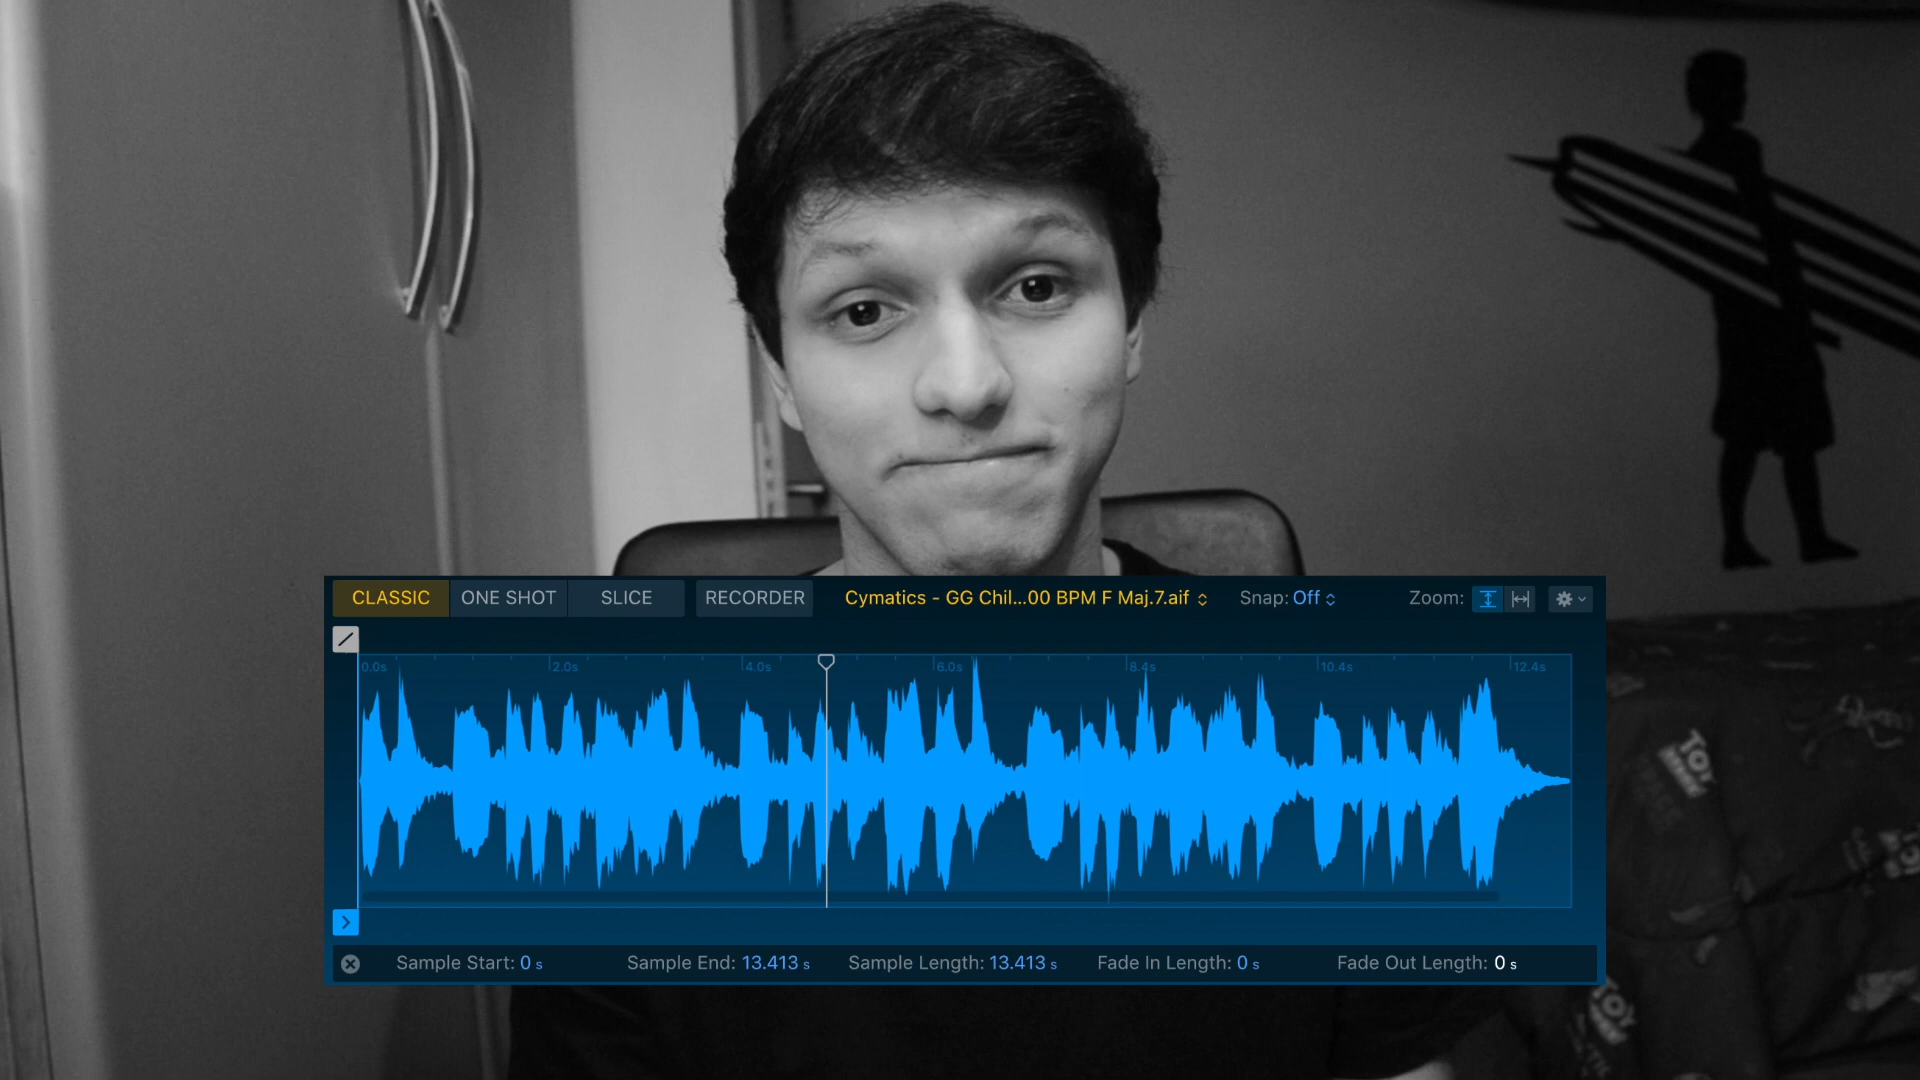 CLASSIC ONE SHOT SLICE RECORDER Cymatics - GG Chil...00 BPM F Maj.7.aif Snap: Off Zoom:
0.0s 2.0s 4.0s 6.0s 8.4s 10.4s 12.4s
TOY
TOY
Sample Start: 0 s Sample End: 13.413 s Sample Length: 13.413 s Fade In Length: 0 s Fade Out Length: 0 s